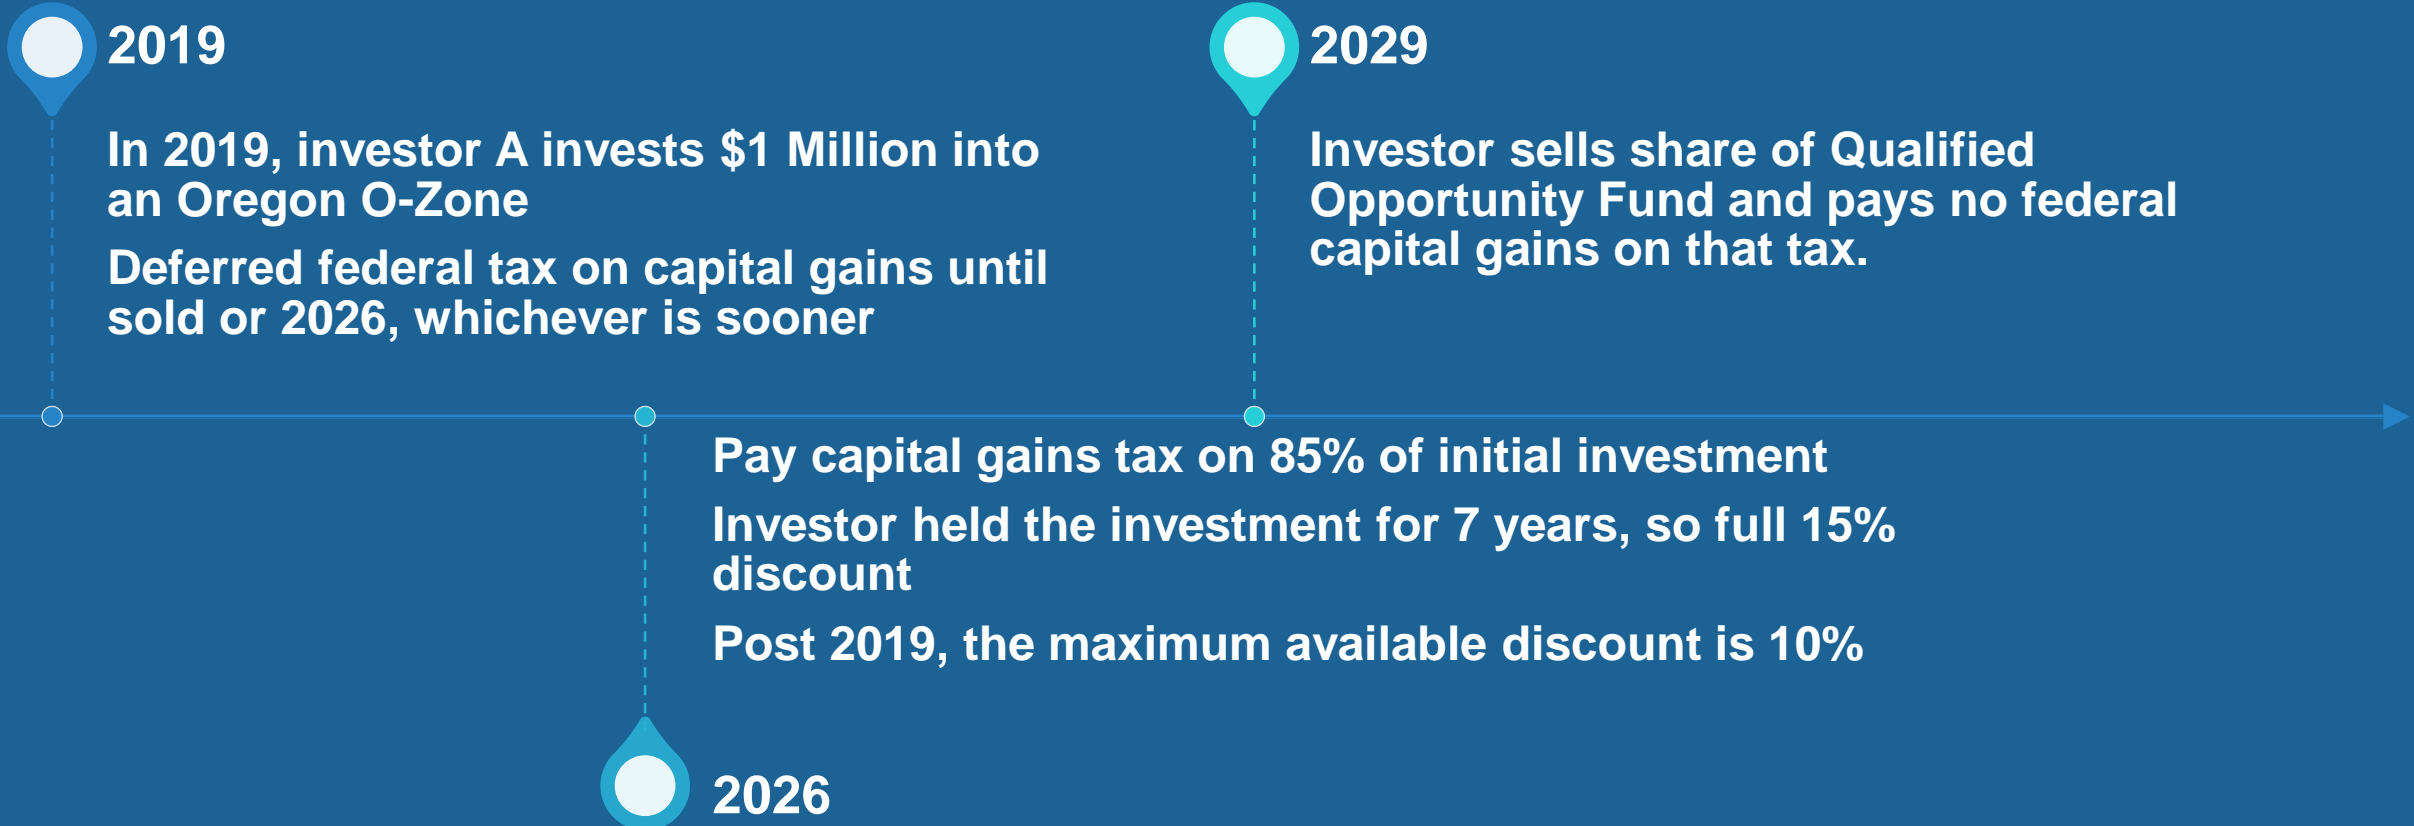 2019
In 2019, investor A invests $1 Million into
an Oregon O-Zone
Deferred federal tax on capital gains until
sold or 2026, whichever is sooner
2029
Investor sells share of Qualified
Opportunity Fund and pays no federal
capital gains on that tax.
Pay capital gains tax on 85% of initial investment
Investor held the investment for 7 years, so full 15%
discount
Post 2019, the maximum available discount is 10%
2026